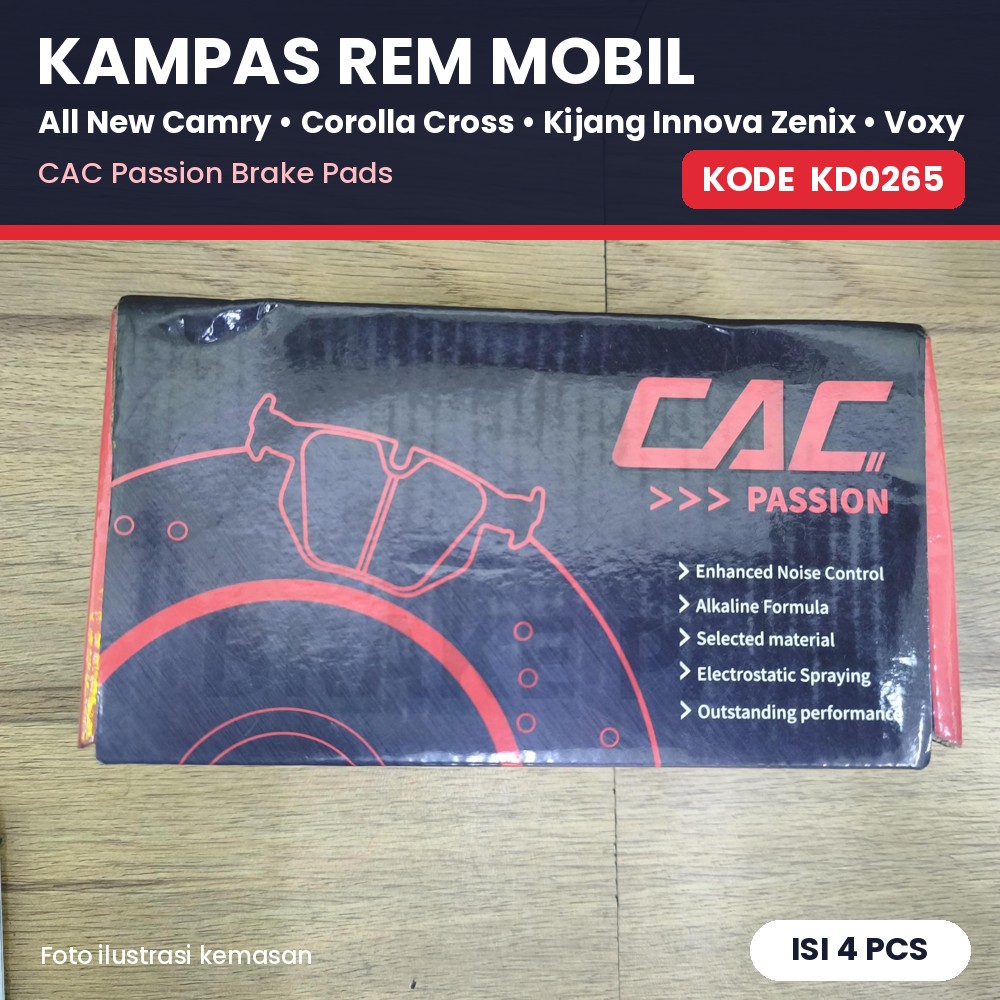 KAMPAS REM MOBIL
All New Camry • Corolla Cross • Kijang Innova Zenix • Voxy
CAC Passion Brake Pads
KODE KD0265
CAC
>>> PASSION
> Enhanced Noise Control
> Alkaline Formula
> Selected material
> Electrostatic Spraying
> Outstanding performance
Foto ilustrasi kemasan
ISI 4 PCS